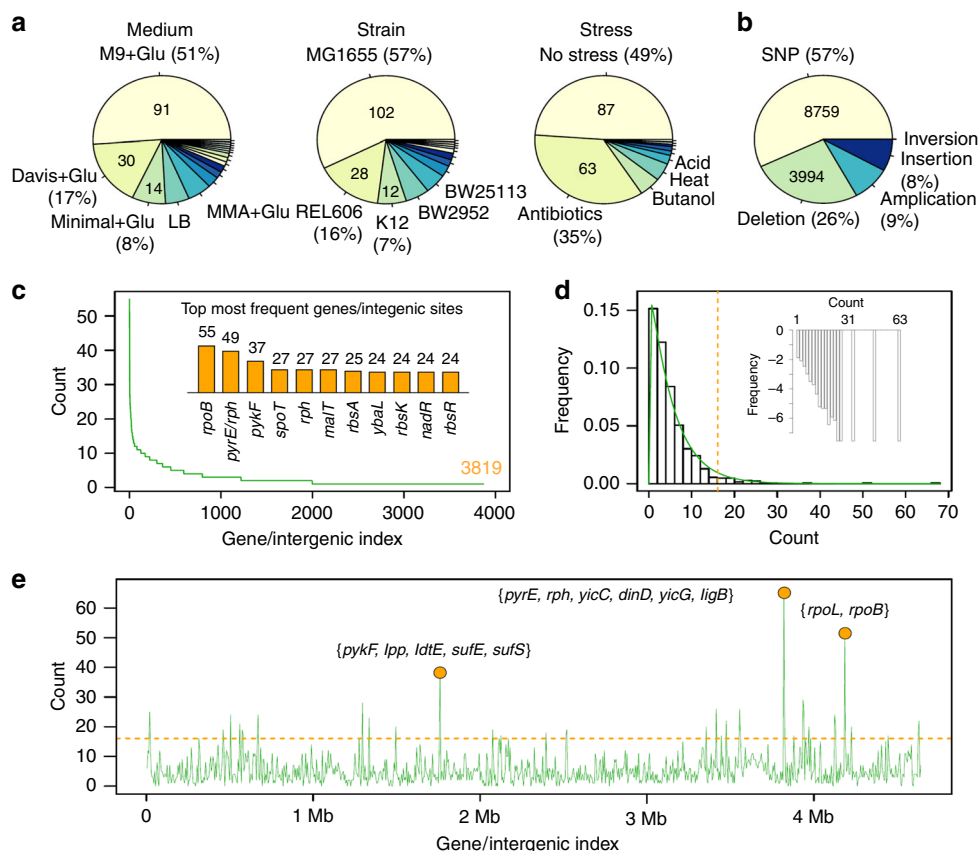 a
Medium
M9+Glu (51%)
91
30
14
Davis+Glu
(17%)
Minimal+Glu
(8%)
LB
MMA+Glu
Strain
MG1655 (57%)
102
28
12
REL606
(16%)
K12
(7%)
BW2952
BW25113
Stress
No stress (49%)
87
63
Antibiotics
(35%)
Acid
Heat
Butanol
b
SNP (57%)
8759
3994
Deletion (26%)
Inversion
Insertion
(8%)
Amplication
(9%)
c
Top most frequent genes/integenic sites
55 49 37 27 27 27 25 24 24 24 24
rpoB pyrE/rph pykF spoT rph malT rbsA ybaL rbsK nadR rbsR
3819
Count
50
40
30
20
10
0
0 1000 2000 3000 4000
Gene/intergenic index
d
Frequency
0.15
0.10
0.05
0.00
0 10 20 30 40 50 60 70
Count
Count
1 31 63
Frequency
0
−2
−4
−6
e
Count
60
50
40
30
20
10
0
{pykF, lpp, ldtE, sufE, sufS}
{pyrE, rph, yicC, dinD, yicG, ligB}
{rpoL, rpoB}
0 1 Mb 2 Mb 3 Mb 4 Mb
Gene/intergenic index